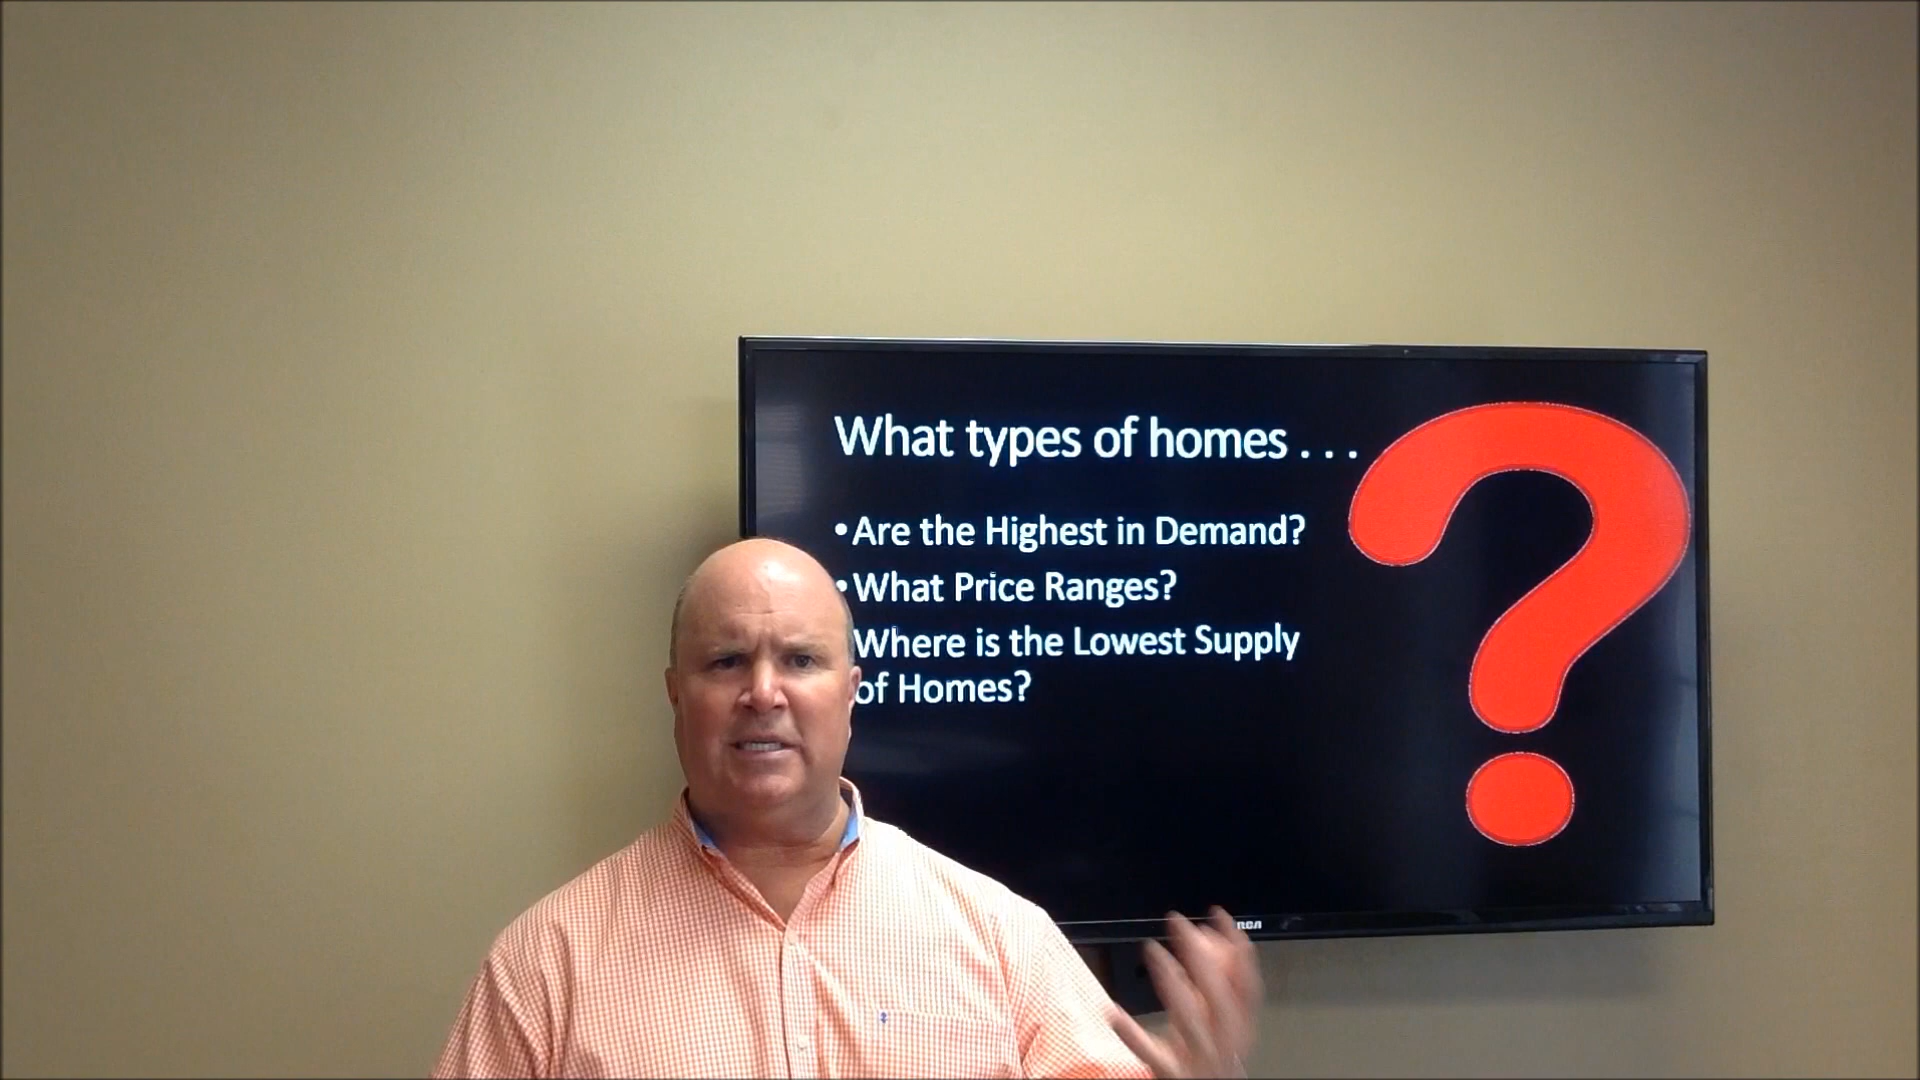 What types of homes . . .
• Are the Highest in Demand?
• What Price Ranges?
Where is the Lowest Supply
of Homes?
?
RCA